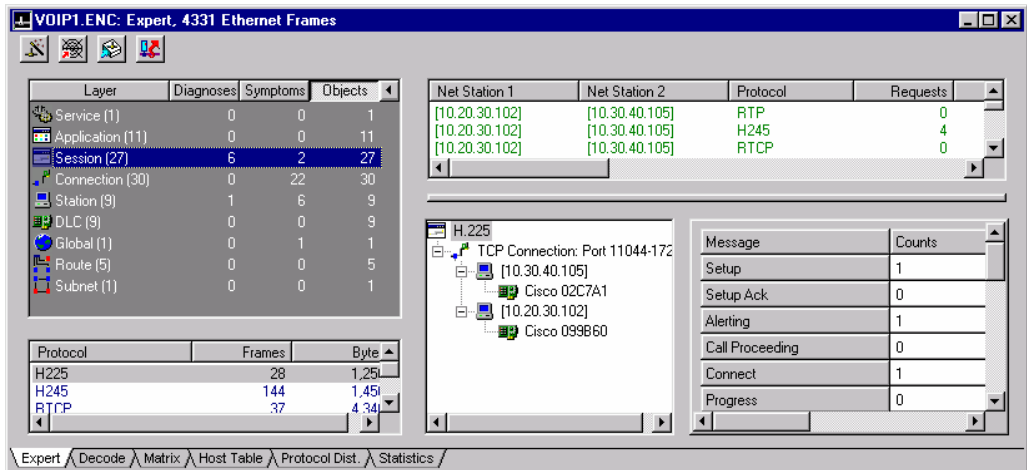 VOIP1.ENC: Expert, 4331 Ethernet Frames
Layer Diagnoses Symptoms Objects
Service (1) 0 0 1
Application (11) 0 0 11
Session (27) 6 2 27
Connection (30) 0 22 30
Station (9) 1 6 9
DLC (9) 0 0 9
Global (1) 0 1 1
Route (5) 0 0 5
Subnet (1) 0 0 1
Net Station 1 Net Station 2 Protocol Requests
[10.20.30.102] [10.30.40.105] RTP 0
[10.20.30.102] [10.30.40.105] H245 4
[10.20.30.102] [10.30.40.105] RTCP 0
Protocol Frames Byte
H225 28 1,25
H245 144 1,45
RTCP 37 4,34
H.225
TCP Connection: Port 11044-172
[10.30.40.105]
Cisco 02C7A1
[10.20.30.102]
Cisco 099B60
Message Counts
Setup 1
Setup Ack 0
Alerting 1
Call Proceeding 0
Connect 1
Progress 0
Expert Decode Matrix Host Table Protocol Dist. Statistics